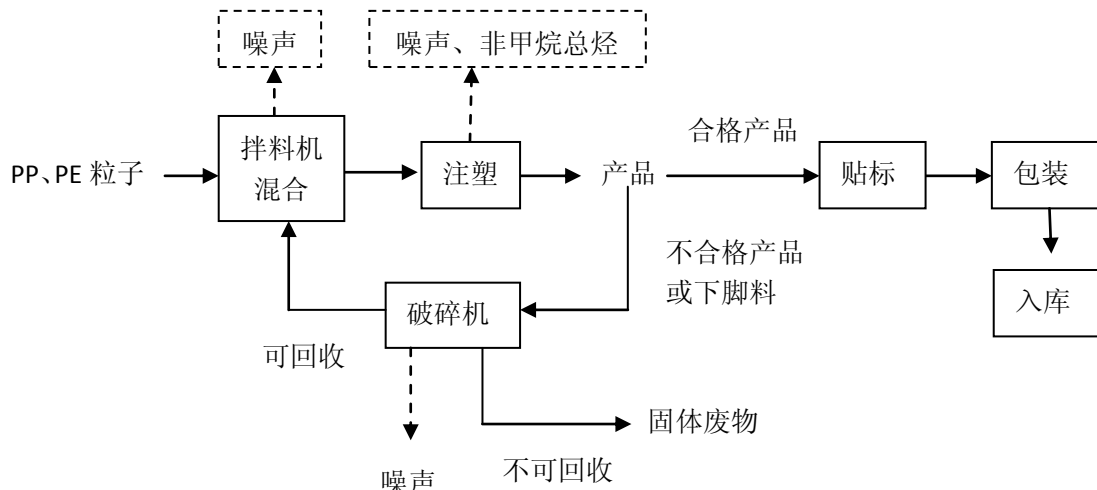 噪声
噪声、非甲烷总烃
合格产品
PP、PE 粒子
拌料机
混合
注塑
产品
贴标
包装
不合格产品
或下脚料
入库
破碎机
可回收
固体废物
不可回收
噪声